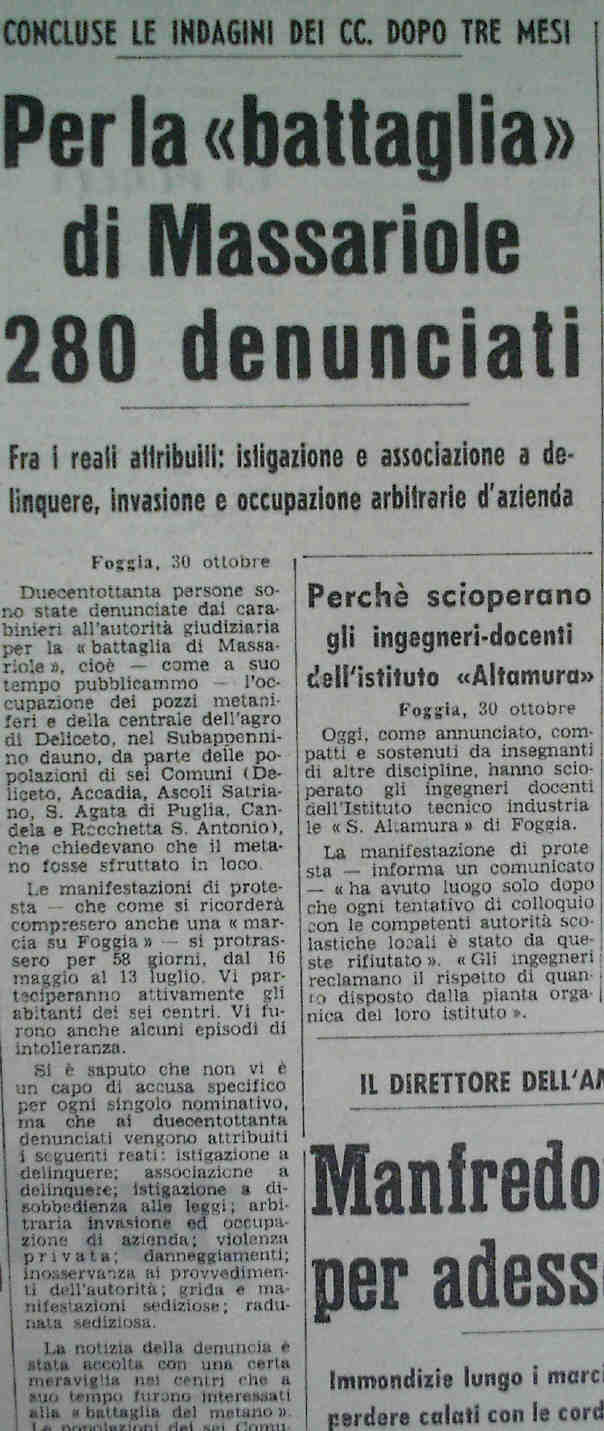 CONCLUSE LE INDAGINI DEI CC. DOPO TRE MESI
Per la «battaglia»
di Massariole
280 denunciati
Fra i reati attribuiti: istigazione e associazione a de-
linquere, invasione e occupazione arbitrarie d'azienda
Foggia, 30 ottobre
Duecentottanta persone so-
no state denunciate dai cara-
binieri all'autorità giudiziaria
per la «battaglia di Massa-
riole», cioè — come a suo
tempo pubblicammo — l'oc-
cupazione dei pozzi metani-
feri e della centrale dell'agro
di Deliceto, nel Subappenni-
no dauno, da parte delle po-
polazioni di sei Comuni (De-
liceto, Accadia, Ascoli Satria-
no, S. Agata di Puglia, Can-
dela e Rocchetta S. Antonio),
che chiedevano che il meta-
no fosse sfruttato in loco.
Le manifestazioni di prote-
sta — che come si ricorderà
compresero anche una «mar-
cia su Foggia» — si protras-
sero per 58 giorni, dal 16
maggio al 13 luglio. Vi par-
teciperanno attivamente gli
abitanti dei sei centri. Vi fu-
rono anche alcuni episodi di
intolleranza.
Si è saputo che non vi è
un capo di accusa specifico
per ogni singolo nominativo,
ma che ai duecentottanta
denunciati vengono attribuiti
i seguenti reati: istigazione a
delinquere; associazione a
delinquere; istigazione a di-
sobbedienza alle leggi; arbi-
traria invasione ed occupa-
zione di azienda; violenza
privata; danneggiamenti;
inosservanza ai provvedimen-
ti dell'autorità; grida e ma-
nifestazioni sediziose; radu-
nata sediziosa.
La notizia della denuncia è
stata accolta con una certa
meraviglia nei centri che a
suo tempo furono interessati
alla «battaglia del metano».
Le popolazioni dei sei Comu-
Perchè scioperano
gli ingegneri-docenti
dell'istituto «Altamura»
Foggia, 30 ottobre
Oggi, come annunciato, com
patti e sostenuti da insegnanti
di altre discipline, hanno scio-
perato gli ingegneri docenti
dell'Istituto tecnico industria
le «S. Altamura» di Foggia.
La manifestazione di prote
sta — informa un comunicato
— «ha avuto luogo solo dopo
che ogni tentativo di colloquio
con le competenti autorità sco-
lastiche locali è stato da que-
ste rifiutato». «Gli ingegneri
reclamano il rispetto di quan-
to disposto dalla pianta orga-
nica del loro istituto».
IL DIRETTORE DELL'AM
Manfredo
per adess
Immondizie lungo i marci
perdere calati con le cord